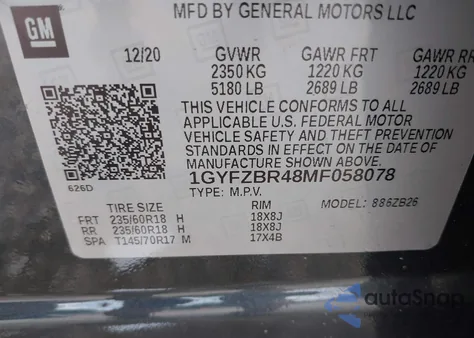 MFD BY GENERAL MOTORS LLC
GM
12/20 GVWR GAWR FRT GAWR RR
2350 KG 1220 KG 1220 KG
5180 LB 2689 LB 2689 LB
THIS VEHICLE CONFORMS TO ALL
APPLICABLE U.S. FEDERAL MOTOR
VEHICLE SAFETY AND THEFT PREVENTION
STANDARDS IN EFFECT ON THE DATE OF
MANUFACTURE SHOWN ABOVE.
626D
1GYFZBR48MF058078
TYPE: M.P.V. MODEL: 886ZB26
TIRE SIZE RIM
FRT 235/60R18 H 18X8J
RR 235/60R18 H 18X8J
SPA T145/70R17 M 17X4B
autoSnap